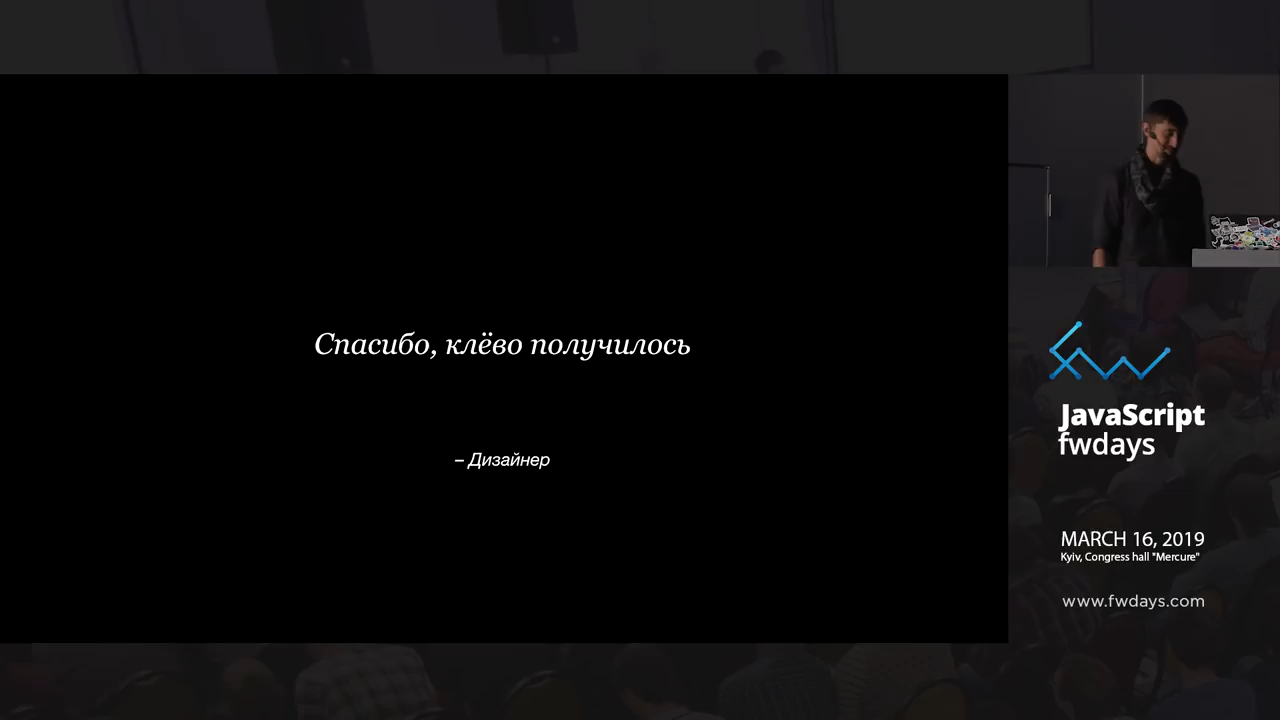 Спасибо, клёво получилось
– Дизайнер
JavaScript
fwdays
MARCH 16, 2019
Kyiv, Congress hall "Mercure"
www.fwdays.com